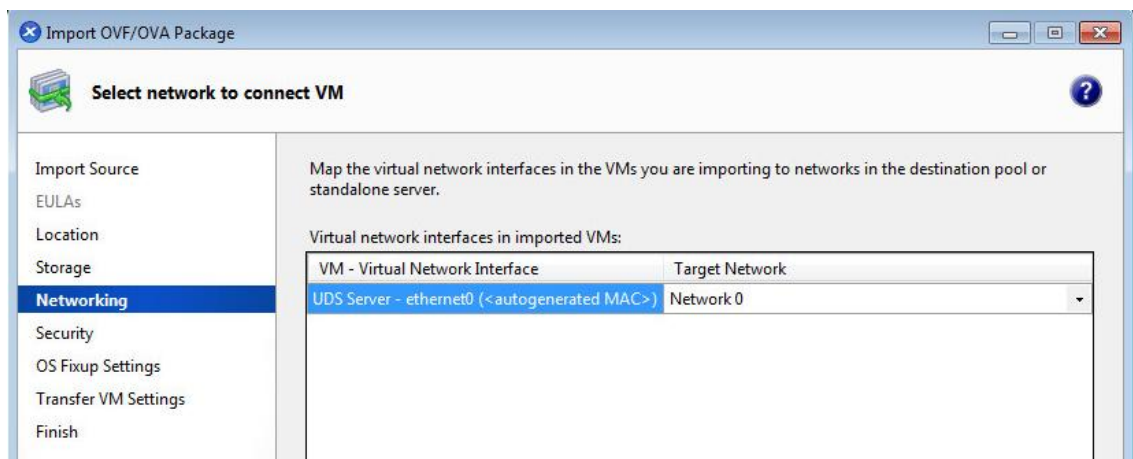 Import OVF/OVA Package
Select network to connect VM
?
Import Source
EULAs
Location
Storage
Networking
Security
OS Fixup Settings
Transfer VM Settings
Finish
Map the virtual network interfaces in the VMs you are importing to networks in the destination pool or
standalone server.
Virtual network interfaces in imported VMs:
VM - Virtual Network Interface Target Network
UDS Server - ethernet0 (<autogenerated MAC>) Network 0